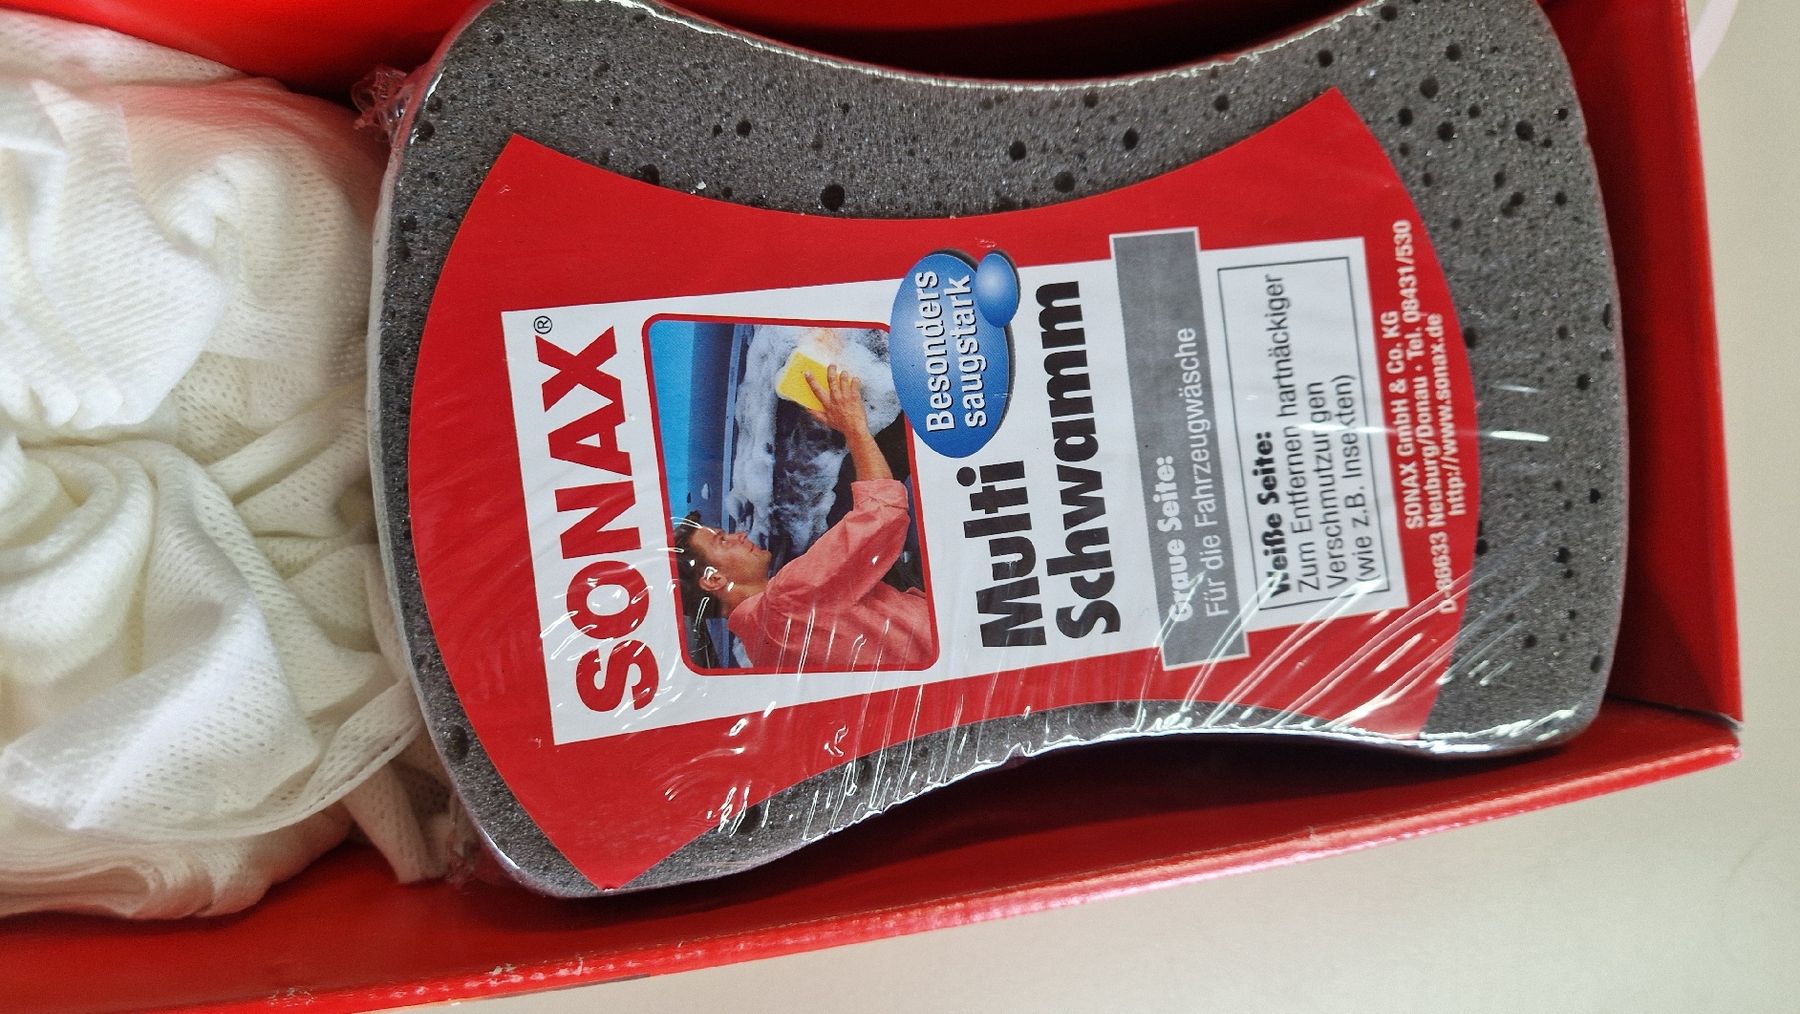 SONAX®
Besonders
saugstark
Multi
Schwamm
Graue Seite:
Für die Fahrzeugwäsche
Weiße Seite:
Zum Entfernen hartnäckiger
Verschmutzungen
(wie z.B. Insekten)
SONAX GmbH & Co. KG
D-86633 Neuburg/Donau · Tel. 08431/530
http://www.sonax.de